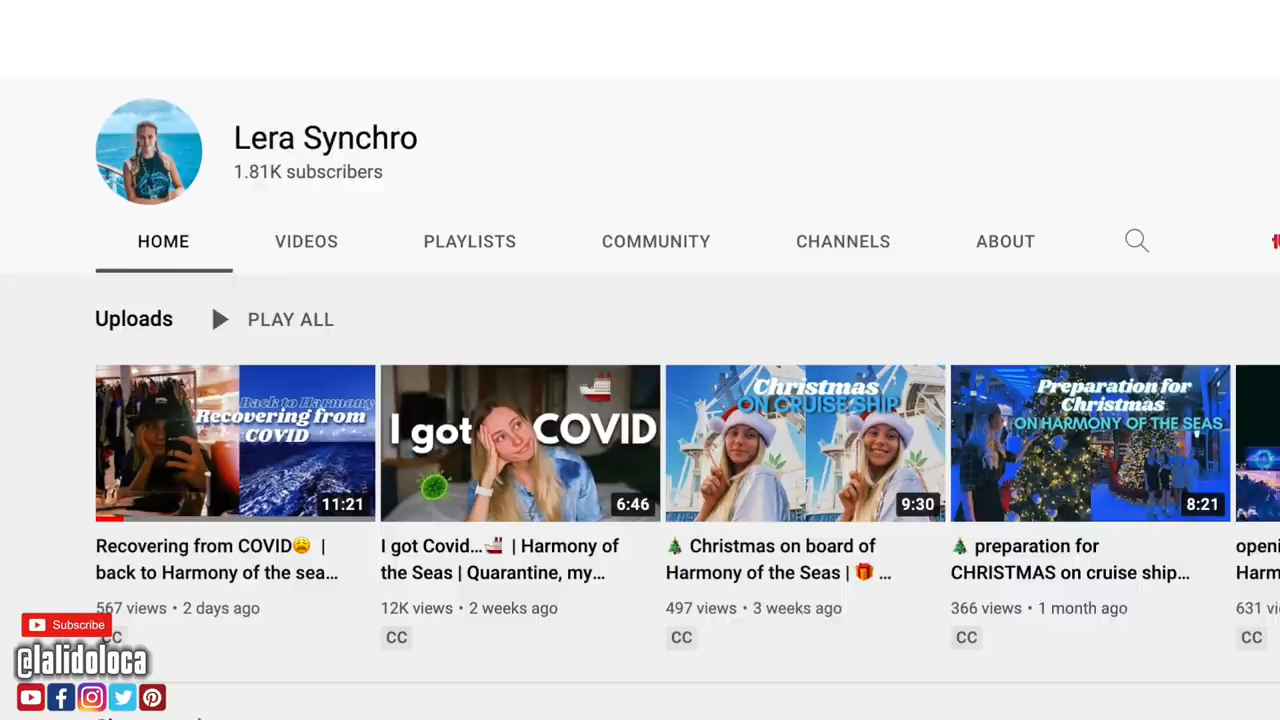 Lera Synchro
1.81K subscribers
HOME
VIDEOS
PLAYLISTS
COMMUNITY
CHANNELS
ABOUT
Uploads
PLAY ALL
Back to Harmony
Recovering from
COVID
11:21
I got COVID
6:46
Christmas
ON CRUISE SHIP
9:30
Preparation for
Christmas
ON HARMONY OF THE SEAS
8:21
Recovering from COVID😩 |
back to Harmony of the sea...
567 views • 2 days ago
CC
I got Covid...🚢 | Harmony of
the Seas | Quarantine, my...
12K views • 2 weeks ago
CC
🎄 Christmas on board of
Harmony of the Seas | 🎁 ...
497 views • 3 weeks ago
CC
🎄 preparation for
CHRISTMAS on cruise ship...
366 views • 1 month ago
CC
openi
Harm
631 vi
CC
Subscribe
@lalidoloca